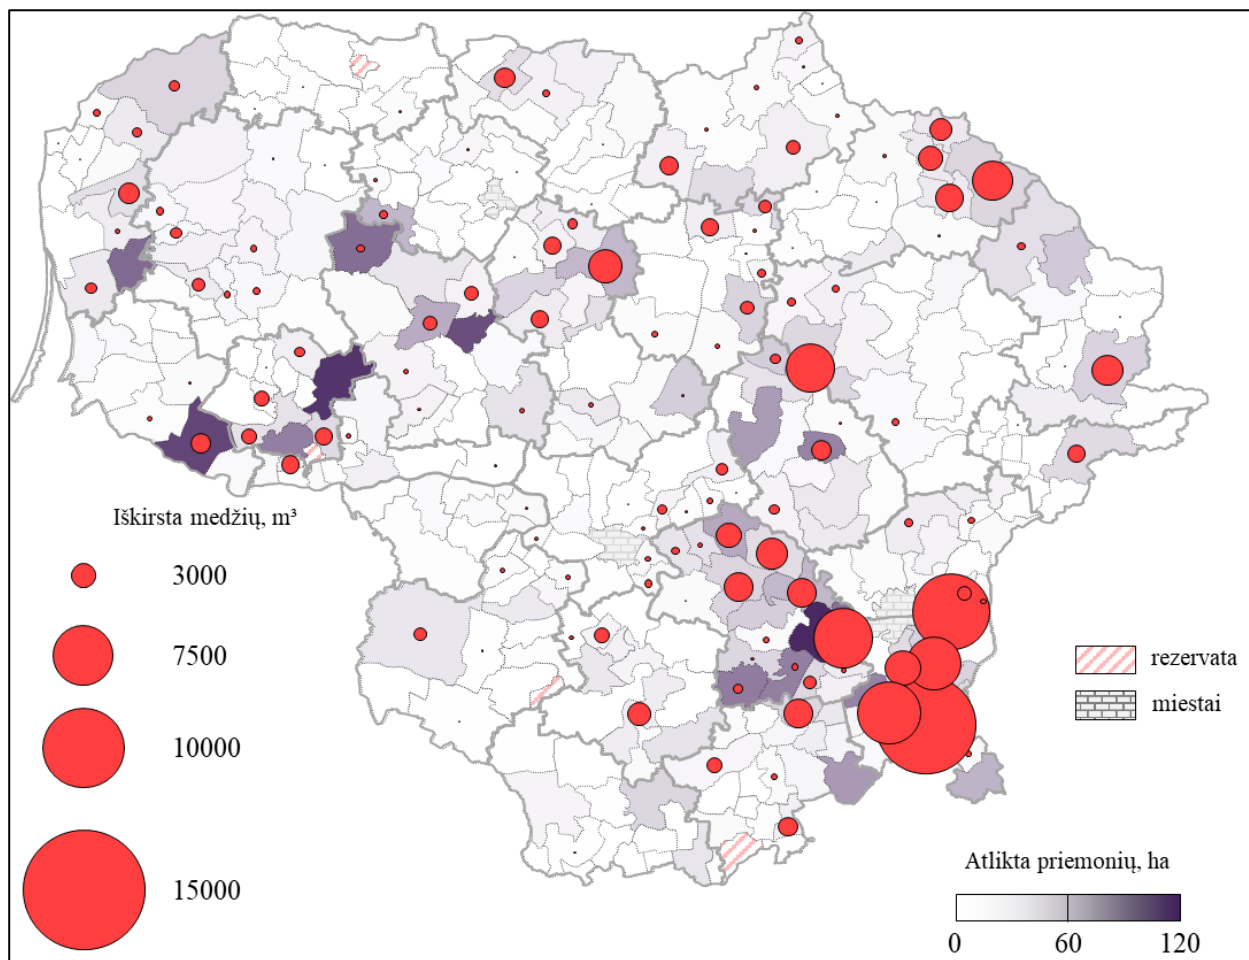 Iškirsta medžių, m³
3000
7500
10000
15000
rezervata
miestai
Atlikta priemonių, ha
0 60 120